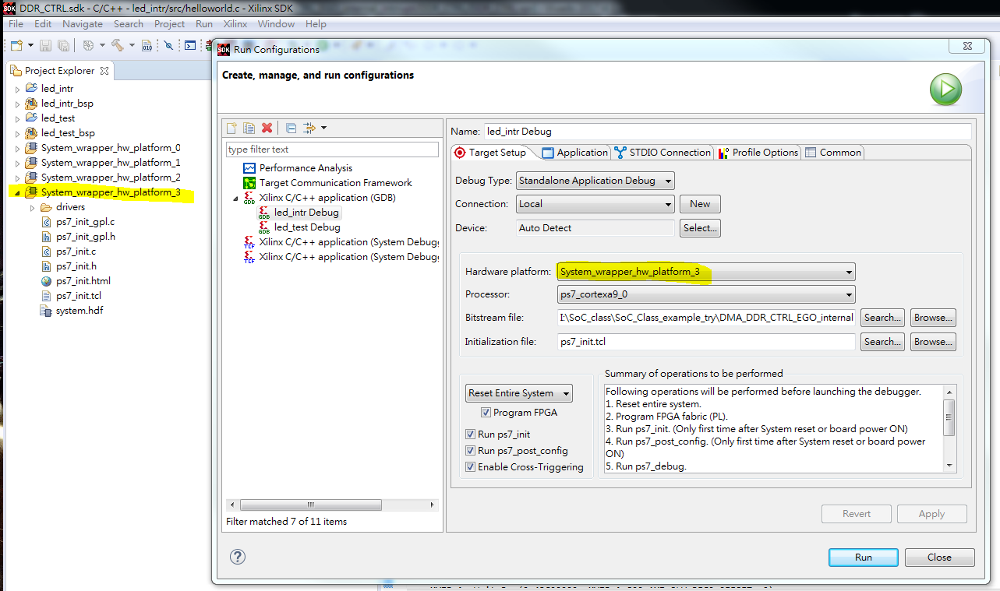 DDR_CTRL.sdk - C/C++ - led_intr/src/helloworld.c - Xilinx SDK
File Edit Navigate Search Project Run Xilinx Window Help
Project Explorer
led_intr
led_intr_bsp
led_test
led_test_bsp
System_wrapper_hw_platform_0
System_wrapper_hw_platform_1
System_wrapper_hw_platform_2
System_wrapper_hw_platform_3
drivers
ps7_init_gpl.c
ps7_init_gpl.h
ps7_init.c
ps7_init.h
ps7_init.html
ps7_init.tcl
system.hdf
Run Configurations
Create, manage, and run configurations
type filter text
Performance Analysis
Target Communication Framework
Xilinx C/C++ application (GDB)
led_intr Debug
led_test Debug
Xilinx C/C++ application (System Debug
Xilinx C/C++ application (System Debug
Filter matched 7 of 11 items
Name: led_intr Debug
Target Setup Application STDIO Connection Profile Options Common
Debug Type: Standalone Application Debug
Connection: Local New
Device: Auto Detect Select...
Hardware platform: System_wrapper_hw_platform_3
Processor: ps7_cortexa9_0
Bitstream file: I:\SoC_class\SoC_Class_example_try\DMA_DDR_CTRL_EGO_internal Search... Browse...
Initialization file: ps7_init.tcl Search... Browse...
Reset Entire System
Program FPGA
Run ps7_init
Run ps7_post_config
Enable Cross-Triggering
Summary of operations to be performed
Following operations will be performed before launching the debugger.
1. Reset entire system.
2. Program FPGA fabric (PL).
3. Run ps7_init. (Only first time after System reset or board power ON)
4. Run ps7_post_config. (Only first time after System reset or board power
ON)
5. Run ps7_debug.
Revert Apply
Run Close